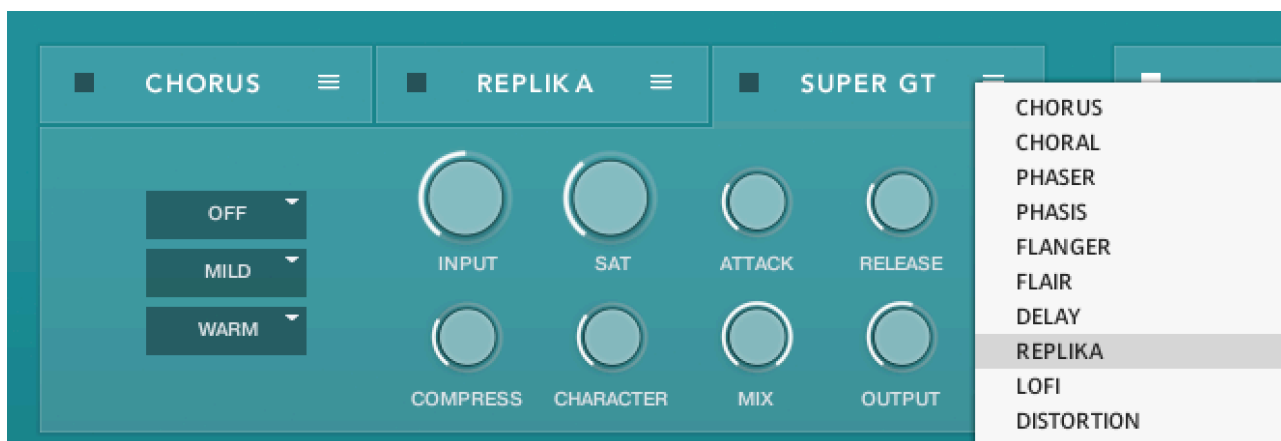 CHORUS
REPLIKA
SUPER GT
OFF
MILD
WARM
INPUT
SAT
ATTACK
RELEASE
COMPRESS
CHARACTER
MIX
OUTPUT
CHORUS
CHORAL
PHASER
PHASIS
FLANGER
FLAIR
DELAY
REPLIKA
LOFI
DISTORTION